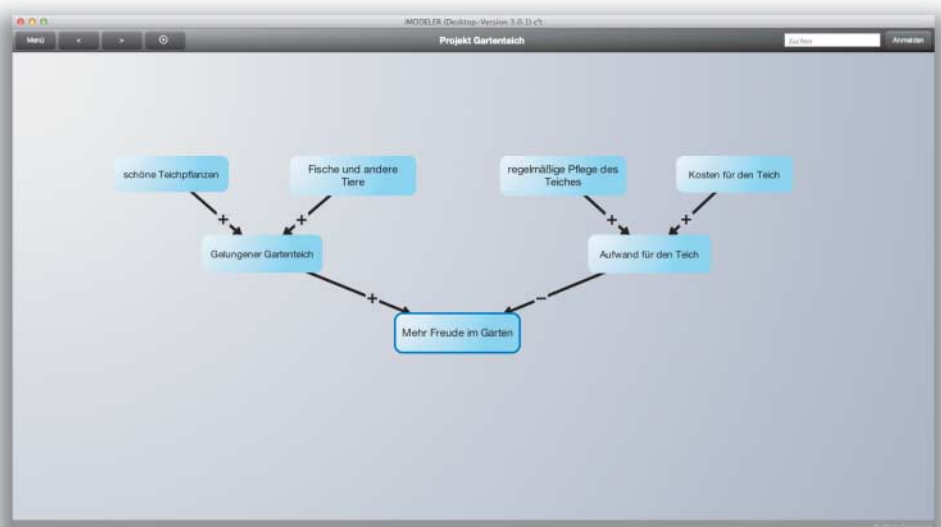 iMODELER (Desktop-Version 3.0.1) c't
Menü < > Projekt Gartenteich Suchen Anmelden
schöne Teichpflanzen
Fische und andere
Tiere
regelmäßige Pflege des
Teiches
Kosten für den Teich
+ + + +
Gelungener Gartenteich
Aufwand für den Teich
+ −
Mehr Freude im Garten